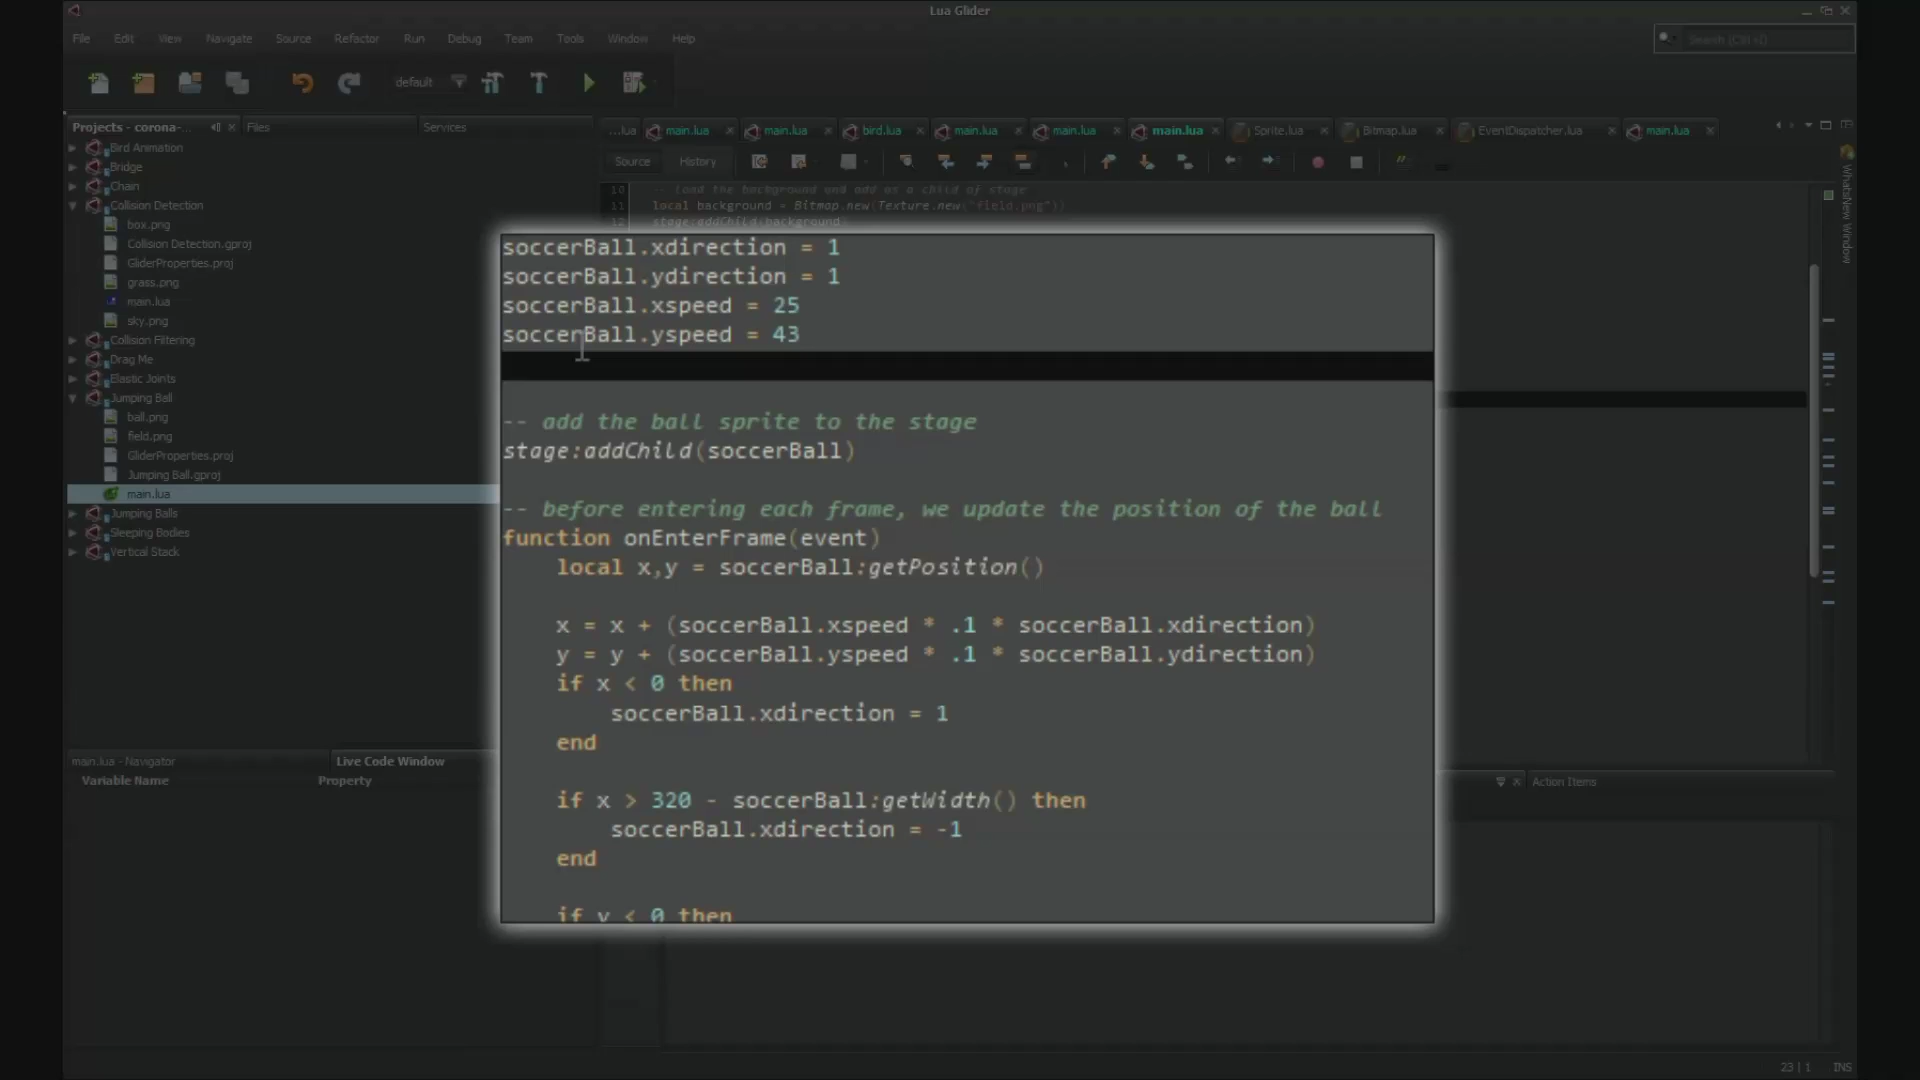 Lua Glider
File Edit View Navigate Source Refactor Run Debug Team Tools Window Help
Search (Ctrl+I)
default
Projects - corona-... Files Services
...lua main.lua main.lua bird.lua main.lua main.lua main.lua Sprite.lua Bitmap.lua EventDispatcher.lua main.lua
Source History
Bird Animation
Bridge
Chain
Collision Detection
box.png
Collision Detection.gproj
GliderProperties.proj
grass.png
main.lua
sky.png
Collision Filtering
Drag Me
Elastic Joints
Jumping Ball
ball.png
field.png
GliderProperties.proj
Jumping Ball.gproj
main.lua
Jumping Balls
Sleeping Bodies
Vertical Stack
10 -- load the background and add as a child of stage
11 local background = Bitmap.new(Texture.new("field.png"))
12 stage:addChild(background)
soccerBall.xdirection = 1
soccerBall.ydirection = 1
soccerBall.xspeed = 25
soccerBall.yspeed = 43
-- add the ball sprite to the stage
stage:addChild(soccerBall)
-- before entering each frame, we update the position of the ball
function onEnterFrame(event)
local x,y = soccerBall:getPosition()
x = x + (soccerBall.xspeed * .1 * soccerBall.xdirection)
y = y + (soccerBall.yspeed * .1 * soccerBall.ydirection)
if x < 0 then
soccerBall.xdirection = 1
end
if x > 320 - soccerBall:getWidth() then
soccerBall.xdirection = -1
end
if y < 0 then
WhatsNew Window
main.lua - Navigator Live Code Window
Variable Name Property
Action Items
23 | 1 INS